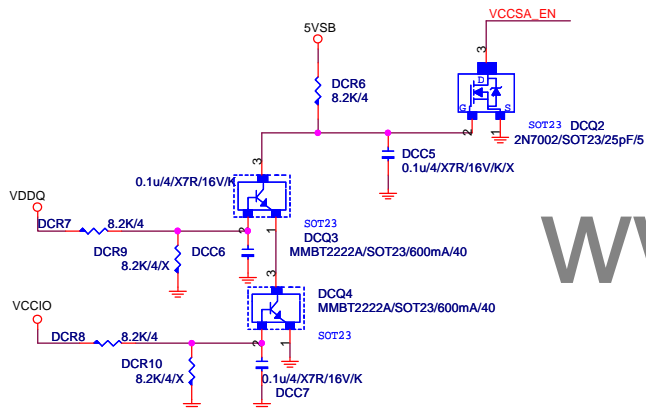 VCCSA_EN
5VSB
3
DCR6
8.2K/4
D
G
S
2
1
SOT23 DCQ2
2N7002/SOT23/25pF/5
DCC5
0.1u/4/X7R/16V/K/X
3
0.1u/4/X7R/16V/K
VDDQ
DCR7
8.2K/4
2
1
SOT23
DCQ3
MMBT2222A/SOT23/600mA/40
DCR9
8.2K/4/X
DCC6
3
DCQ4
MMBT2222A/SOT23/600mA/40
VCCIO
DCR8
8.2K/4
2
1
SOT23
DCR10
8.2K/4/X
0.1u/4/X7R/16V/K
DCC7